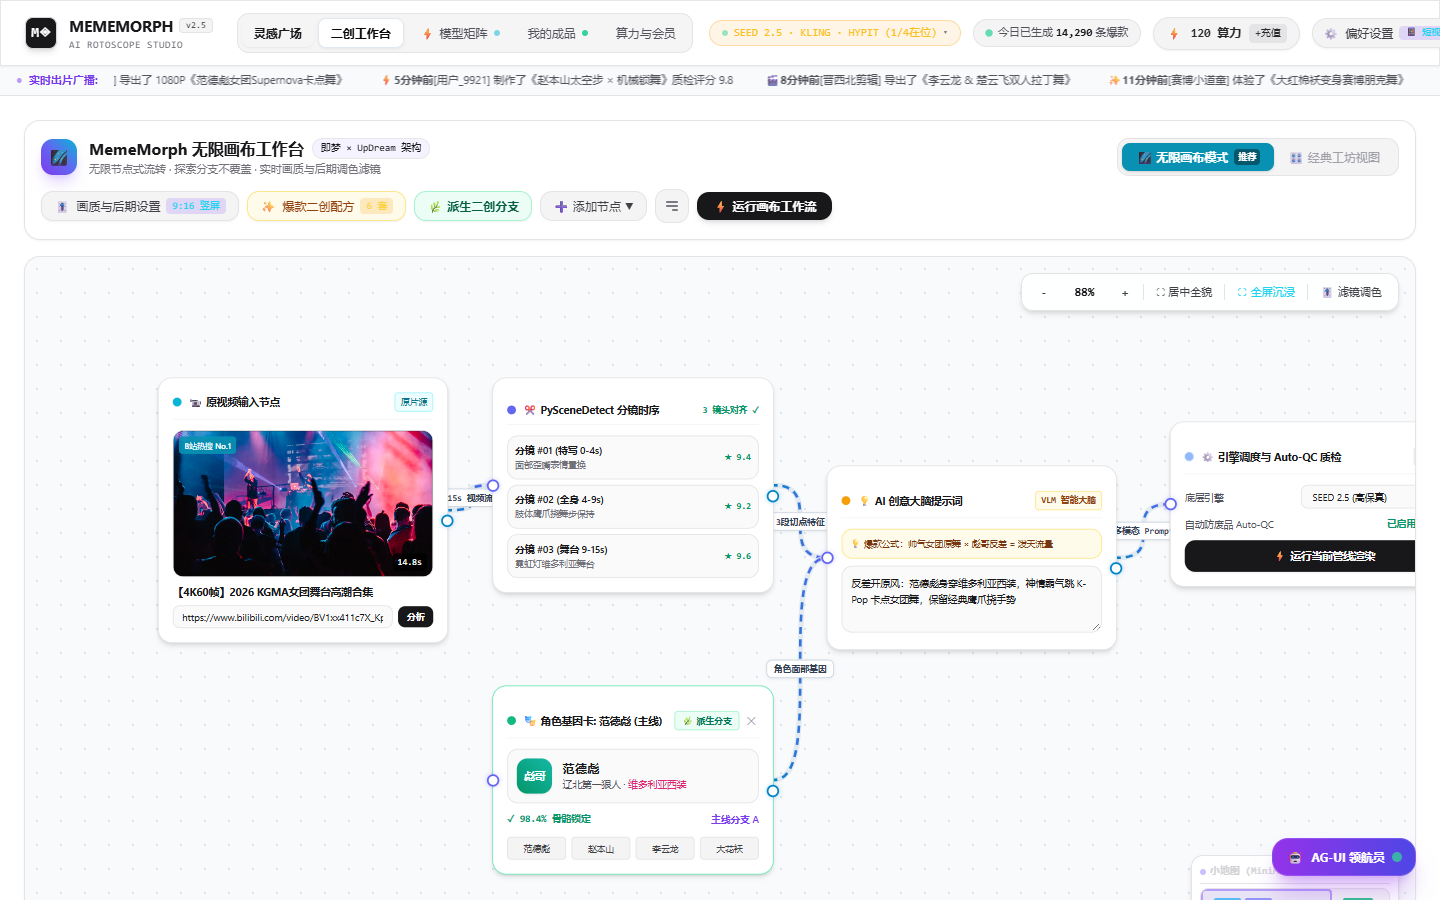 MEMEMORPH v2.5
AI ROTOSCOPE STUDIO
灵感广场
二创工作台
模型矩阵
我的成品
算力与会员
SEED 2.5 · KLING · HYPIT (1/4在位)
今日已生成 14,290 条爆款
120 算力 +充值
偏好设置
实时出片广播:
] 导出了 1080P《范德彪女团Supernova卡点舞》
5分钟前[用户_9921] 制作了《赵本山太空步 × 机械锁舞》质检评分 9.8
8分钟前[晋西北剪辑] 导出了《李云龙 & 楚云飞双人拉丁舞》
11分钟前[赛博小道童] 体验了《大红棉袄变身赛博朋克舞》
MemeMorph 无限画布工作台
即梦 × UpDream 架构
无限节点式流转 · 探索分支不覆盖 · 实时画质与后期调色滤镜
无限画布模式 推荐
经典工坊视图
画质与后期设置 9:16 竖屏
爆款二创配方 6 套
派生二创分支
添加节点 ▼
运行画布工作流
- 88% +
居中全貌
全屏沉浸
滤镜调色
原视频输入节点
原片源
B站热搜 No.1
14.8s
【4K60帧】2026 KGMA女团舞台高潮合集
https://www.bilibili.com/video/BV1xx411c7X_Kp
分析
15s 视频流
PySceneDetect 分镜时序
3 镜头对齐 ✓
分镜 #01 (特写 0-4s)
面部歪嘴表情置换
★ 9.4
分镜 #02 (全身 4-9s)
肢体鹰爪挠舞步保持
★ 9.2
分镜 #03 (舞台 9-15s)
霓虹灯维多利亚舞台
★ 9.6
3段切点特征
AI 创意大脑提示词
VLM 智能大脑
爆款公式：帅气女团原舞 × 彪哥反差 = 泼天流量
反差开原风：范德彪身穿维多利亚西装，神情霸气跳 K-
Pop 卡点女团舞，保留经典鹰爪挠手势
多模态 Promp
引擎调度与 Auto-QC 质检
底层引擎
SEED 2.5 (高保真)
自动防废品 Auto-QC
已启用
运行当前管线渲染
角色面部基因
角色基因卡: 范德彪 (主线)
派生分支
彪哥
范德彪
辽北第一狠人 · 维多利亚西装
✓ 98.4% 骨骼锁定
主线分支 A
范德彪
赵本山
李云龙
大花袄
AG-UI 领航员
小地图 (Mini